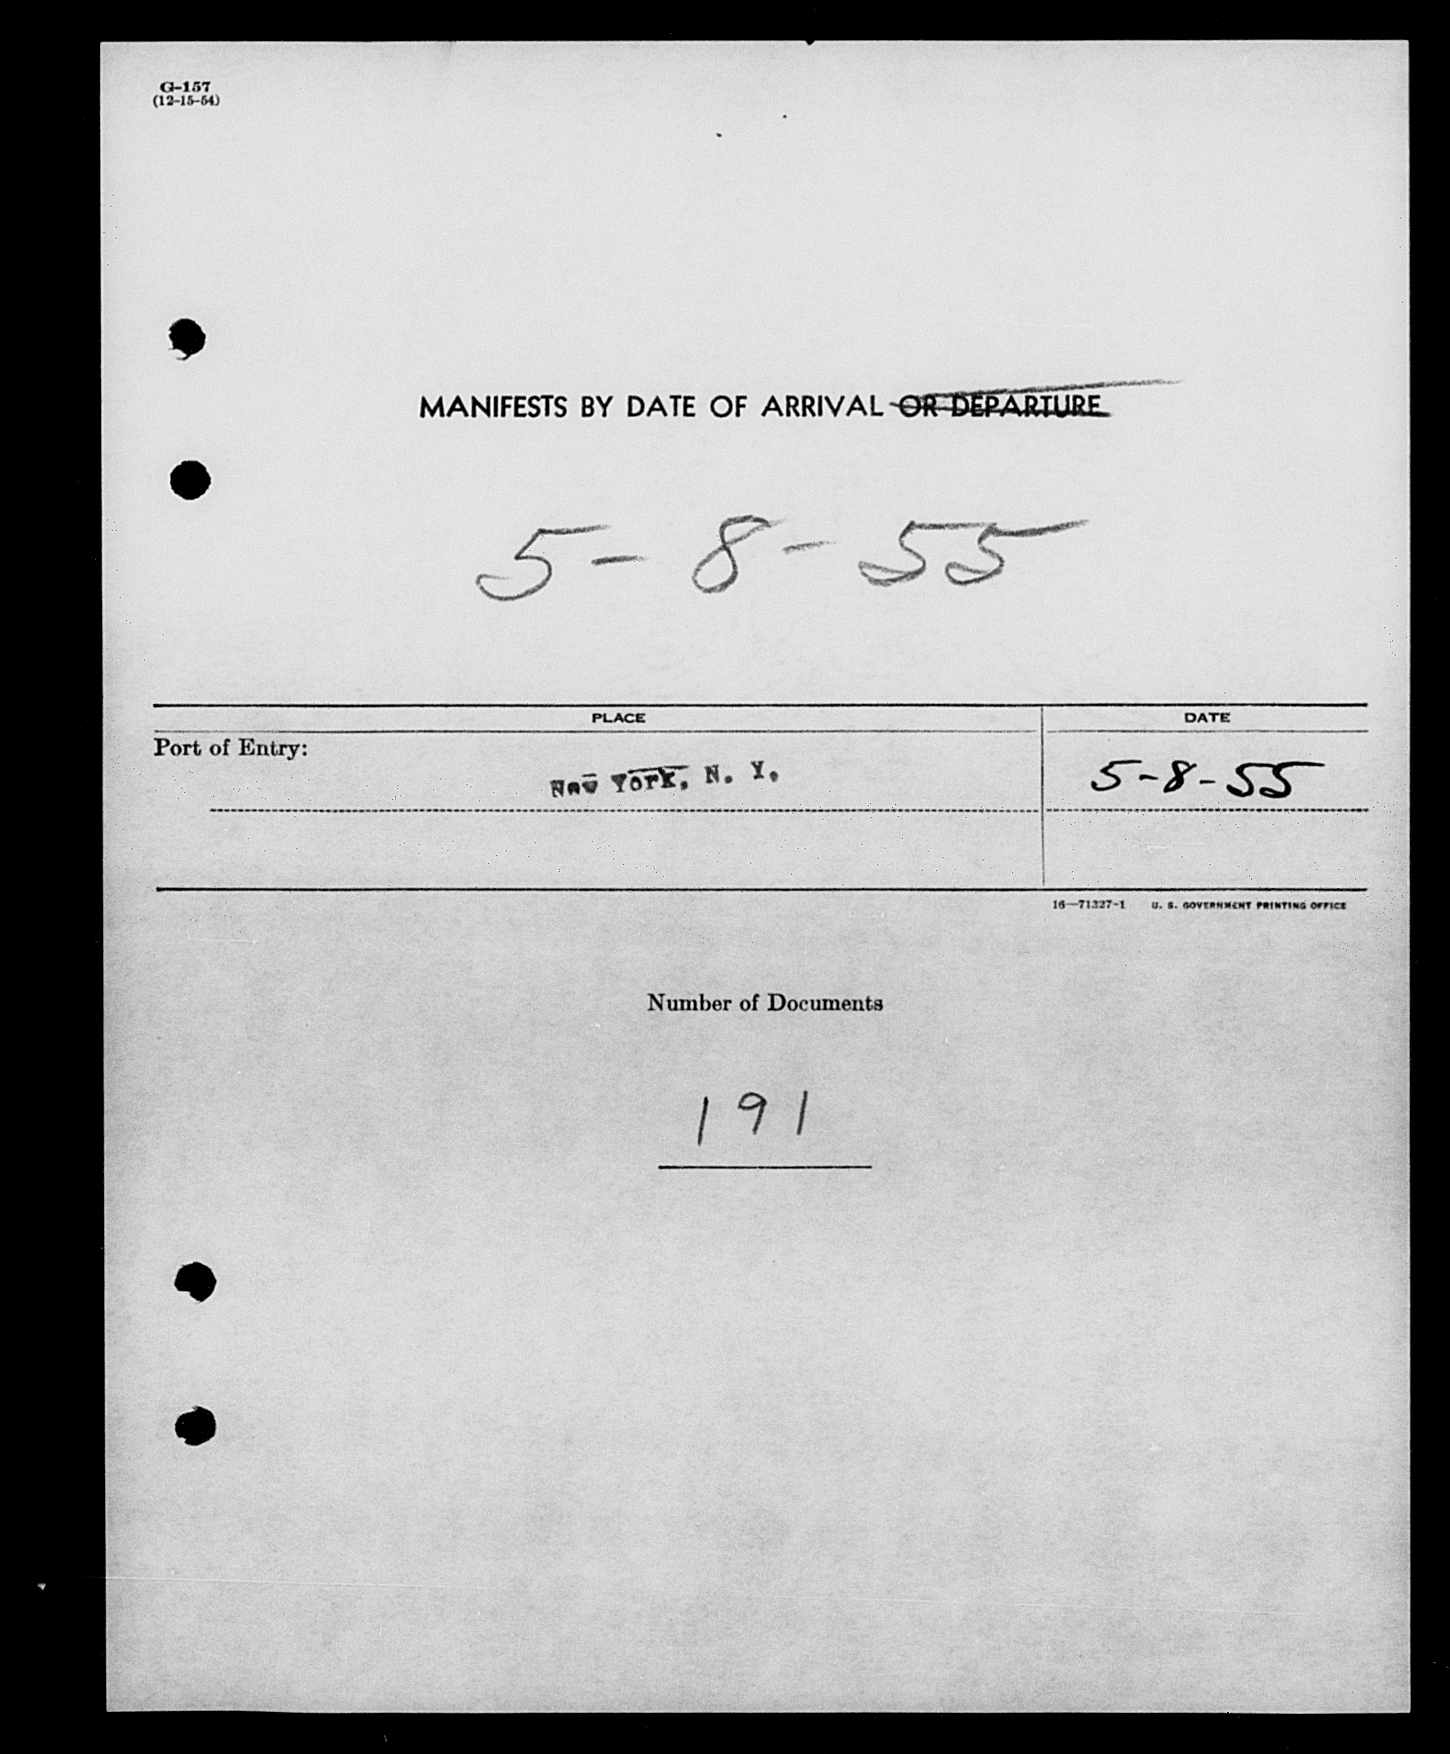 G-157
(12-15-54)
MANIFESTS BY DATE OF ARRIVAL OR DEPARTURE
5-8-55
PLACE
DATE
Port of Entry:
New York, N. Y.
5-8-55
16—71327-1 U. S. GOVERNMENT PRINTING OFFICE
Number of Documents
191